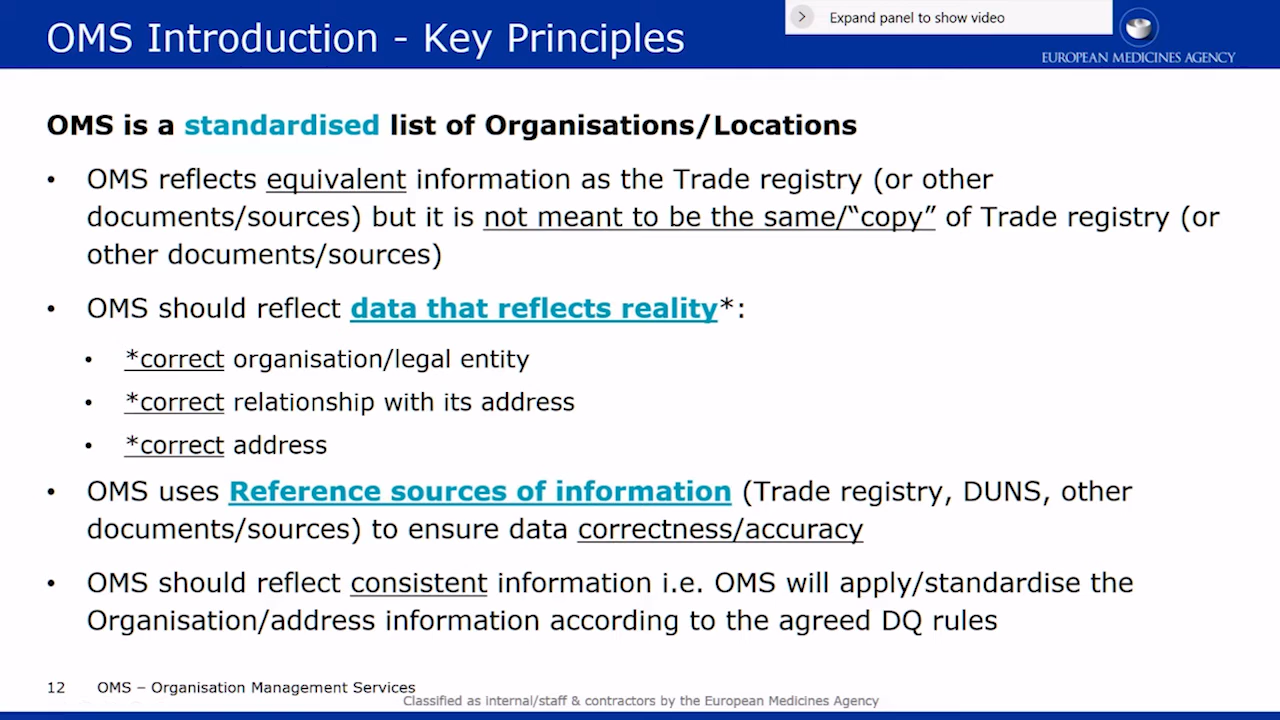 OMS Introduction - Key Principles
Expand panel to show video
EUROPEAN MEDICINES AGENCY
OMS is a standardised list of Organisations/Locations
• OMS reflects equivalent information as the Trade registry (or other
documents/sources) but it is not meant to be the same/“copy” of Trade registry (or
other documents/sources)
• OMS should reflect data that reflects reality*:
• *correct organisation/legal entity
• *correct relationship with its address
• *correct address
• OMS uses Reference sources of information (Trade registry, DUNS, other
documents/sources) to ensure data correctness/accuracy
• OMS should reflect consistent information i.e. OMS will apply/standardise the
Organisation/address information according to the agreed DQ rules
12 OMS – Organisation Management Services
Classified as internal/staff & contractors by the European Medicines Agency